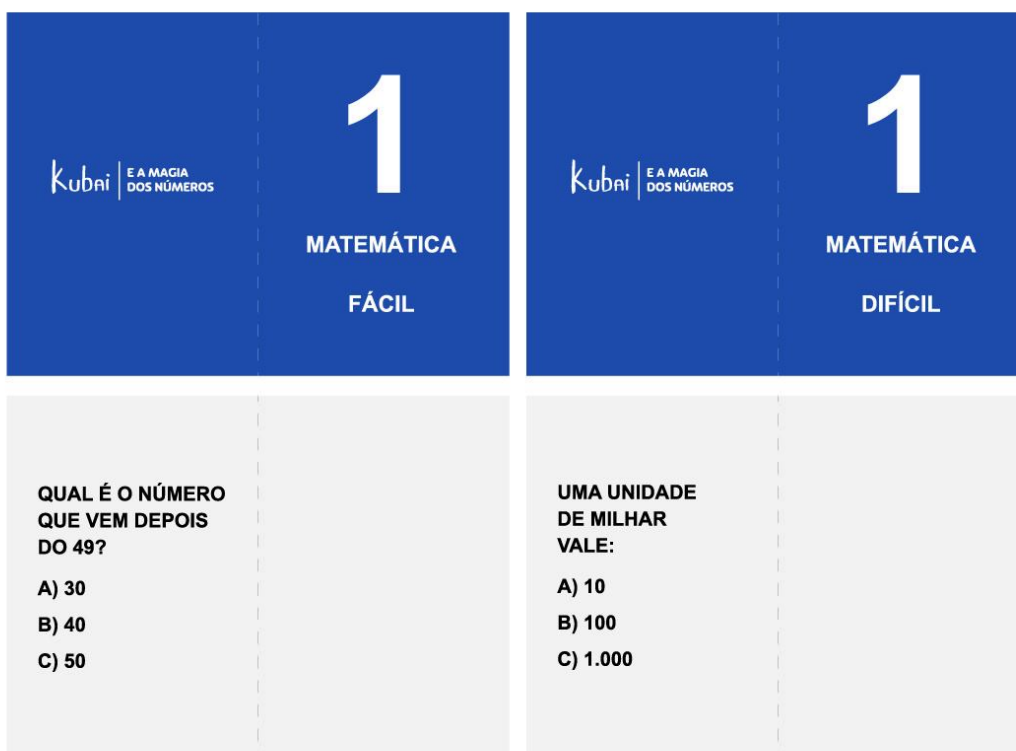 Kubai E A MAGIA
DOS NÚMEROS
1
MATEMÁTICA
FÁCIL
Kubai E A MAGIA
DOS NÚMEROS
1
MATEMÁTICA
DIFÍCIL
QUAL É O NÚMERO
QUE VEM DEPOIS
DO 49?
A) 30
B) 40
C) 50
UMA UNIDADE
DE MILHAR
VALE:
A) 10
B) 100
C) 1.000